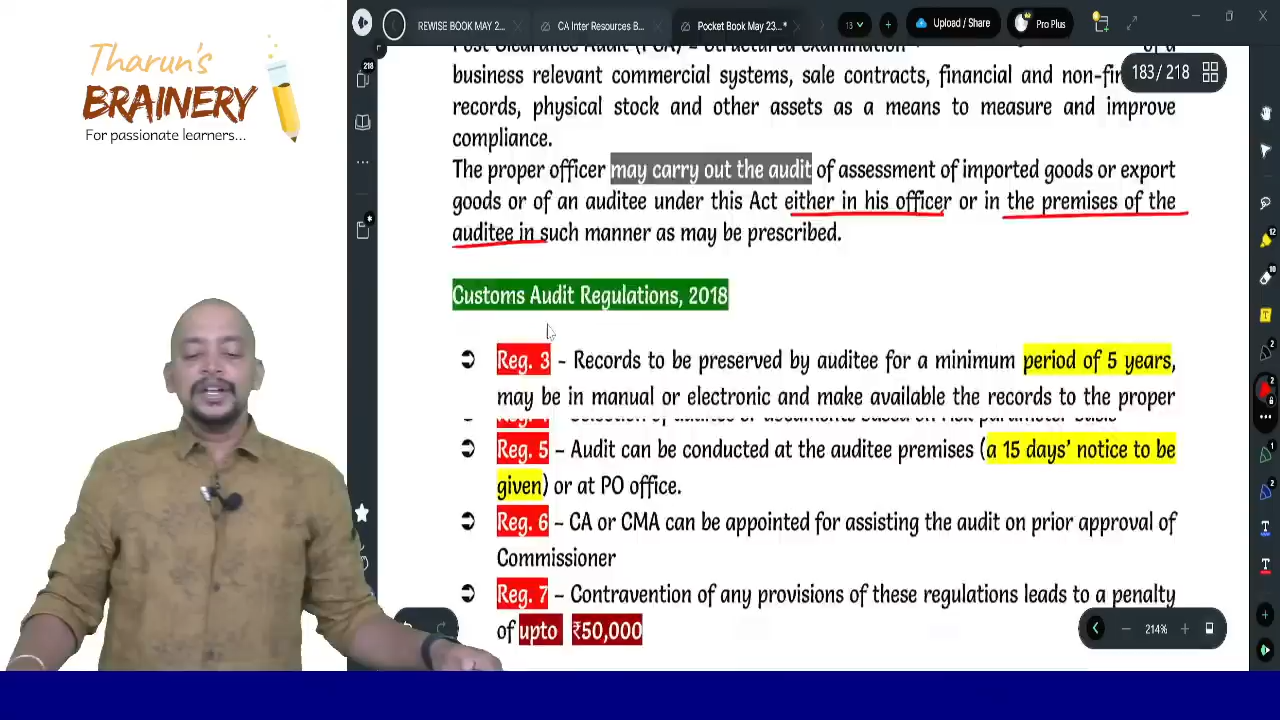 Tharun's
BRAINERY
For passionate learners...
REWISE BOOK MAY 2...
CA Inter Resources B...
Pocket Book May 23...*
13
Upload / Share
Pro Plus
218
183 / 218
Post Clearance Audit (PCA) – Structured examination
of a
business relevant commercial systems, sale contracts, financial and non-fin
records, physical stock and other assets as a means to measure and improve
compliance.
The proper officer may carry out the audit of assessment of imported goods or export
goods or of an auditee under this Act either in his officer or in the premises of the
auditee in such manner as may be prescribed.
Customs Audit Regulations, 2018
Reg. 3 – Records to be preserved by auditee for a minimum period of 5 years,
may be in manual or electronic and make available the records to the proper
Reg. 5 – Audit can be conducted at the auditee premises (a 15 days' notice to be
given) or at PO office.
Reg. 6 – CA or CMA can be appointed for assisting the audit on prior approval of
Commissioner
Reg. 7 – Contravention of any provisions of these regulations leads to a penalty
of upto ₹50,000
214%